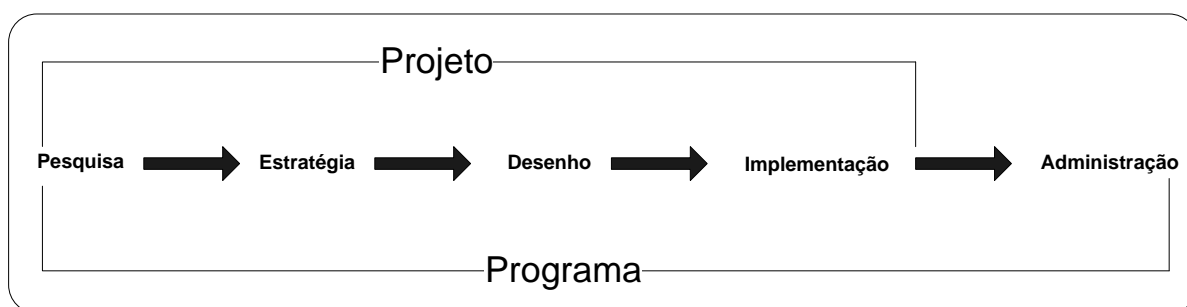 Projeto
Pesquisa Estratégia Desenho Implementação Administração
Programa